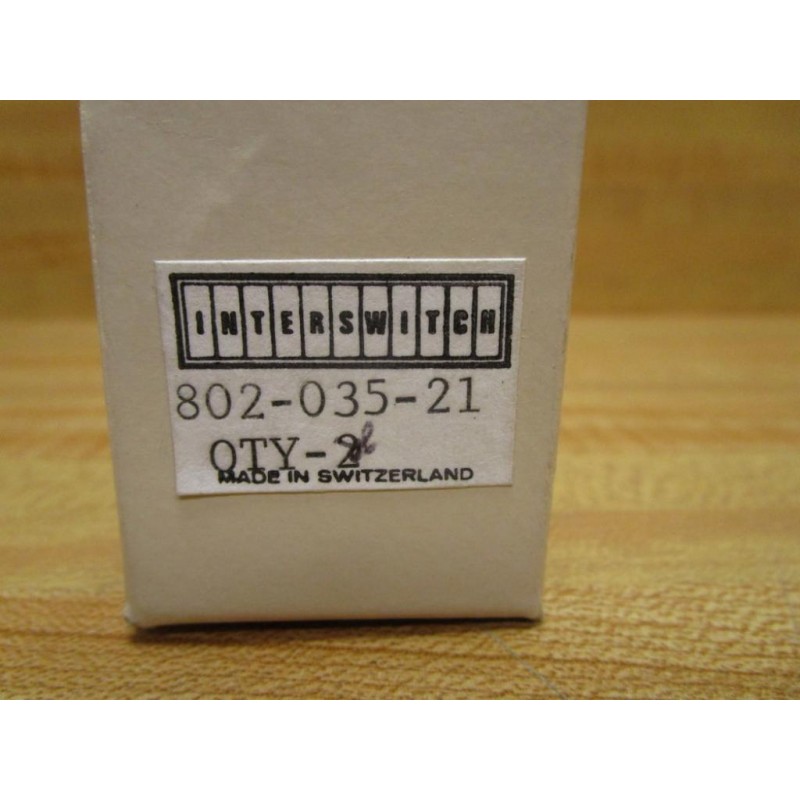 INTERSWITCH
802-035-21
QTY-2
MADE IN SWITZERLAND